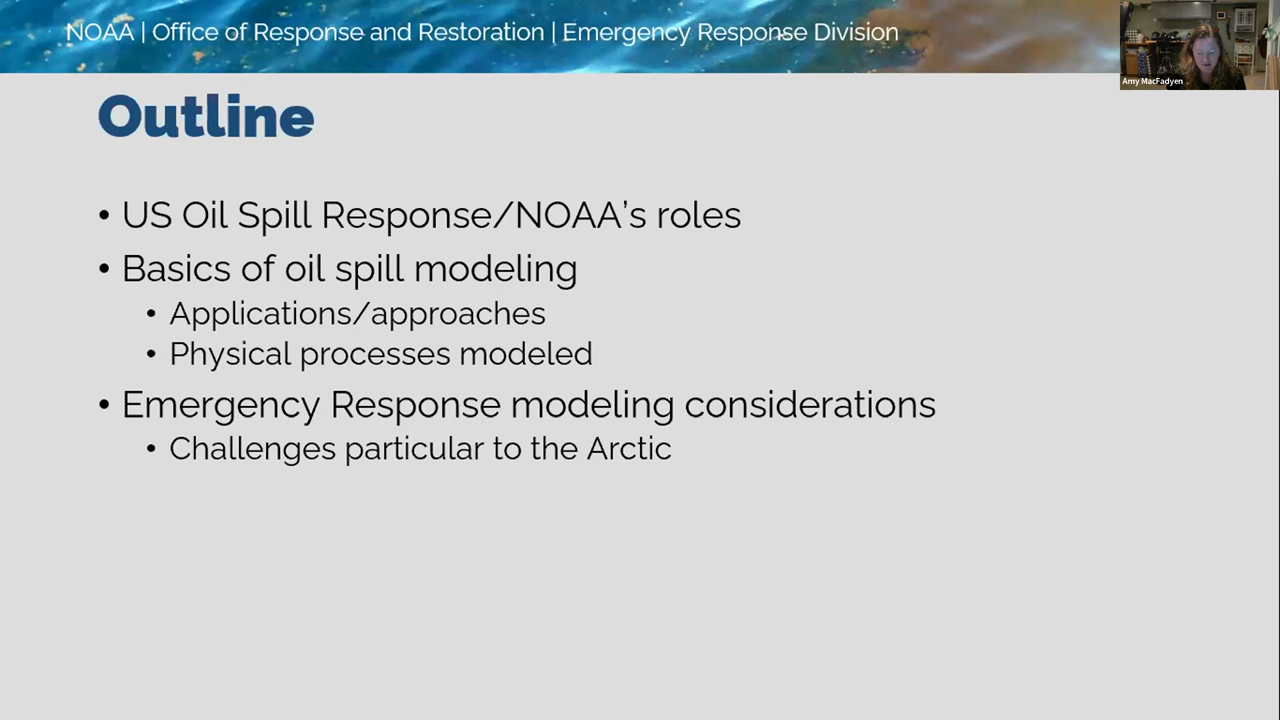 NOAA | Office of Response and Restoration | Emergency Response Division
Amy MacFadyen
Outline
• US Oil Spill Response/NOAA's roles
• Basics of oil spill modeling
• Applications/approaches
• Physical processes modeled
• Emergency Response modeling considerations
• Challenges particular to the Arctic